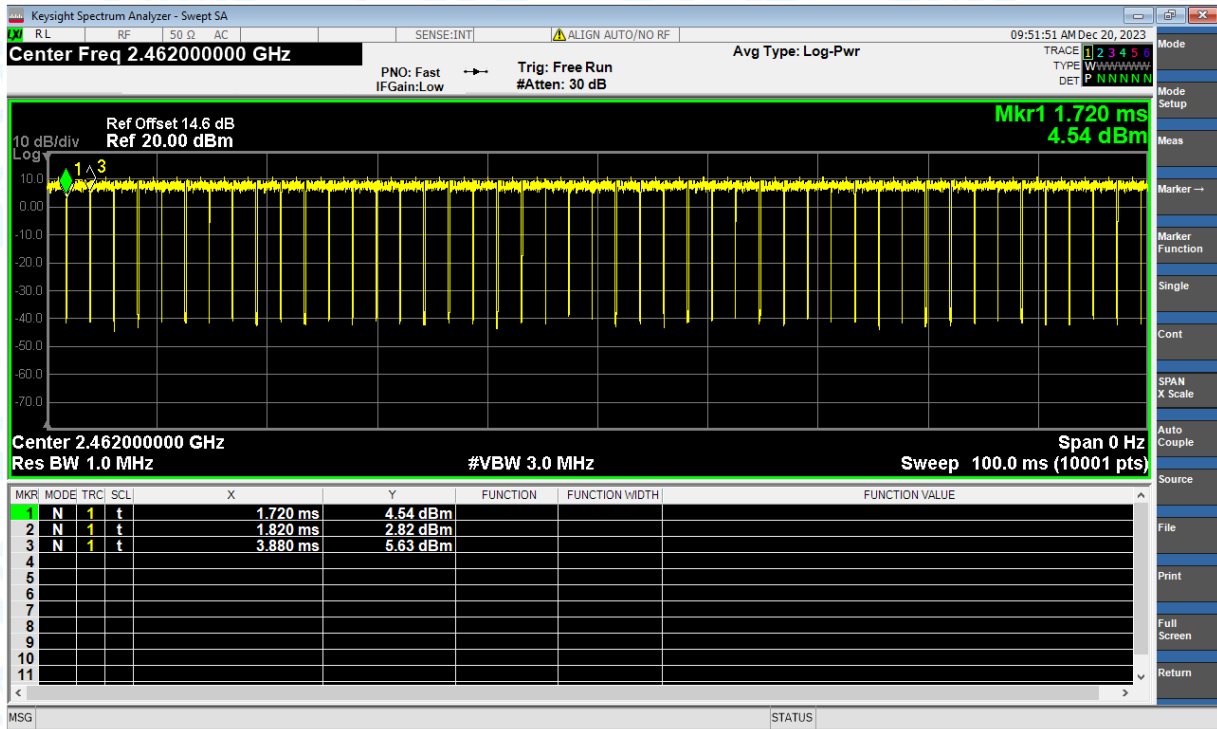 Keysight Spectrum Analyzer - Swept SA
LXI RL RF 50 Ω AC SENSE:INT ALIGN AUTO/NO RF 09:51:51 AM Dec 20, 2023
Center Freq 2.462000000 GHz
Avg Type: Log-Pwr
TRACE 1 2 3 4 5 6
TYPE WWWWWW
DET P N N N N N
PNO: Fast
IFGain:Low
Trig: Free Run
#Atten: 30 dB
Mkr1 1.720 ms
4.54 dBm
Ref Offset 14.6 dB
10 dB/div Ref 20.00 dBm
Log
1 3
10.0
0.00
-10.0
-20.0
-30.0
-40.0
-50.0
-60.0
-70.0
Center 2.462000000 GHz Span 0 Hz
Res BW 1.0 MHz #VBW 3.0 MHz Sweep 100.0 ms (10001 pts)
MKR MODE TRC SCL X Y FUNCTION FUNCTION WIDTH FUNCTION VALUE
1 N 1 t 1.720 ms 4.54 dBm
2 N 1 t 1.820 ms 2.82 dBm
3 N 1 t 3.880 ms 5.63 dBm
4
5
6
7
8
9
10
11
MSG STATUS
Mode
Mode
Setup
Meas
Marker →
Marker
Function
Single
Cont
SPAN
X Scale
Auto
Couple
Source
File
Print
Full
Screen
Return